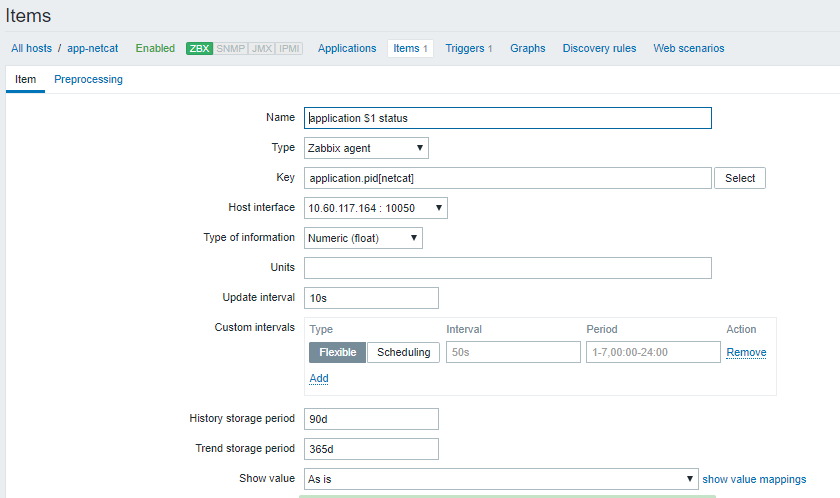 Items
All hosts / app-netcat Enabled ZBX SNMP JMX IPMI Applications Items 1 Triggers 1 Graphs Discovery rules Web scenarios
Item Preprocessing
Name application $1 status
Type Zabbix agent
Key application.pid[netcat] Select
Host interface 10.60.117.164 : 10050
Type of information Numeric (float)
Units
Update interval 10s
Custom intervals Type Interval Period Action
Flexible Scheduling 50s 1-7,00:00-24:00 Remove
Add
History storage period 90d
Trend storage period 365d
Show value As is show value mappings